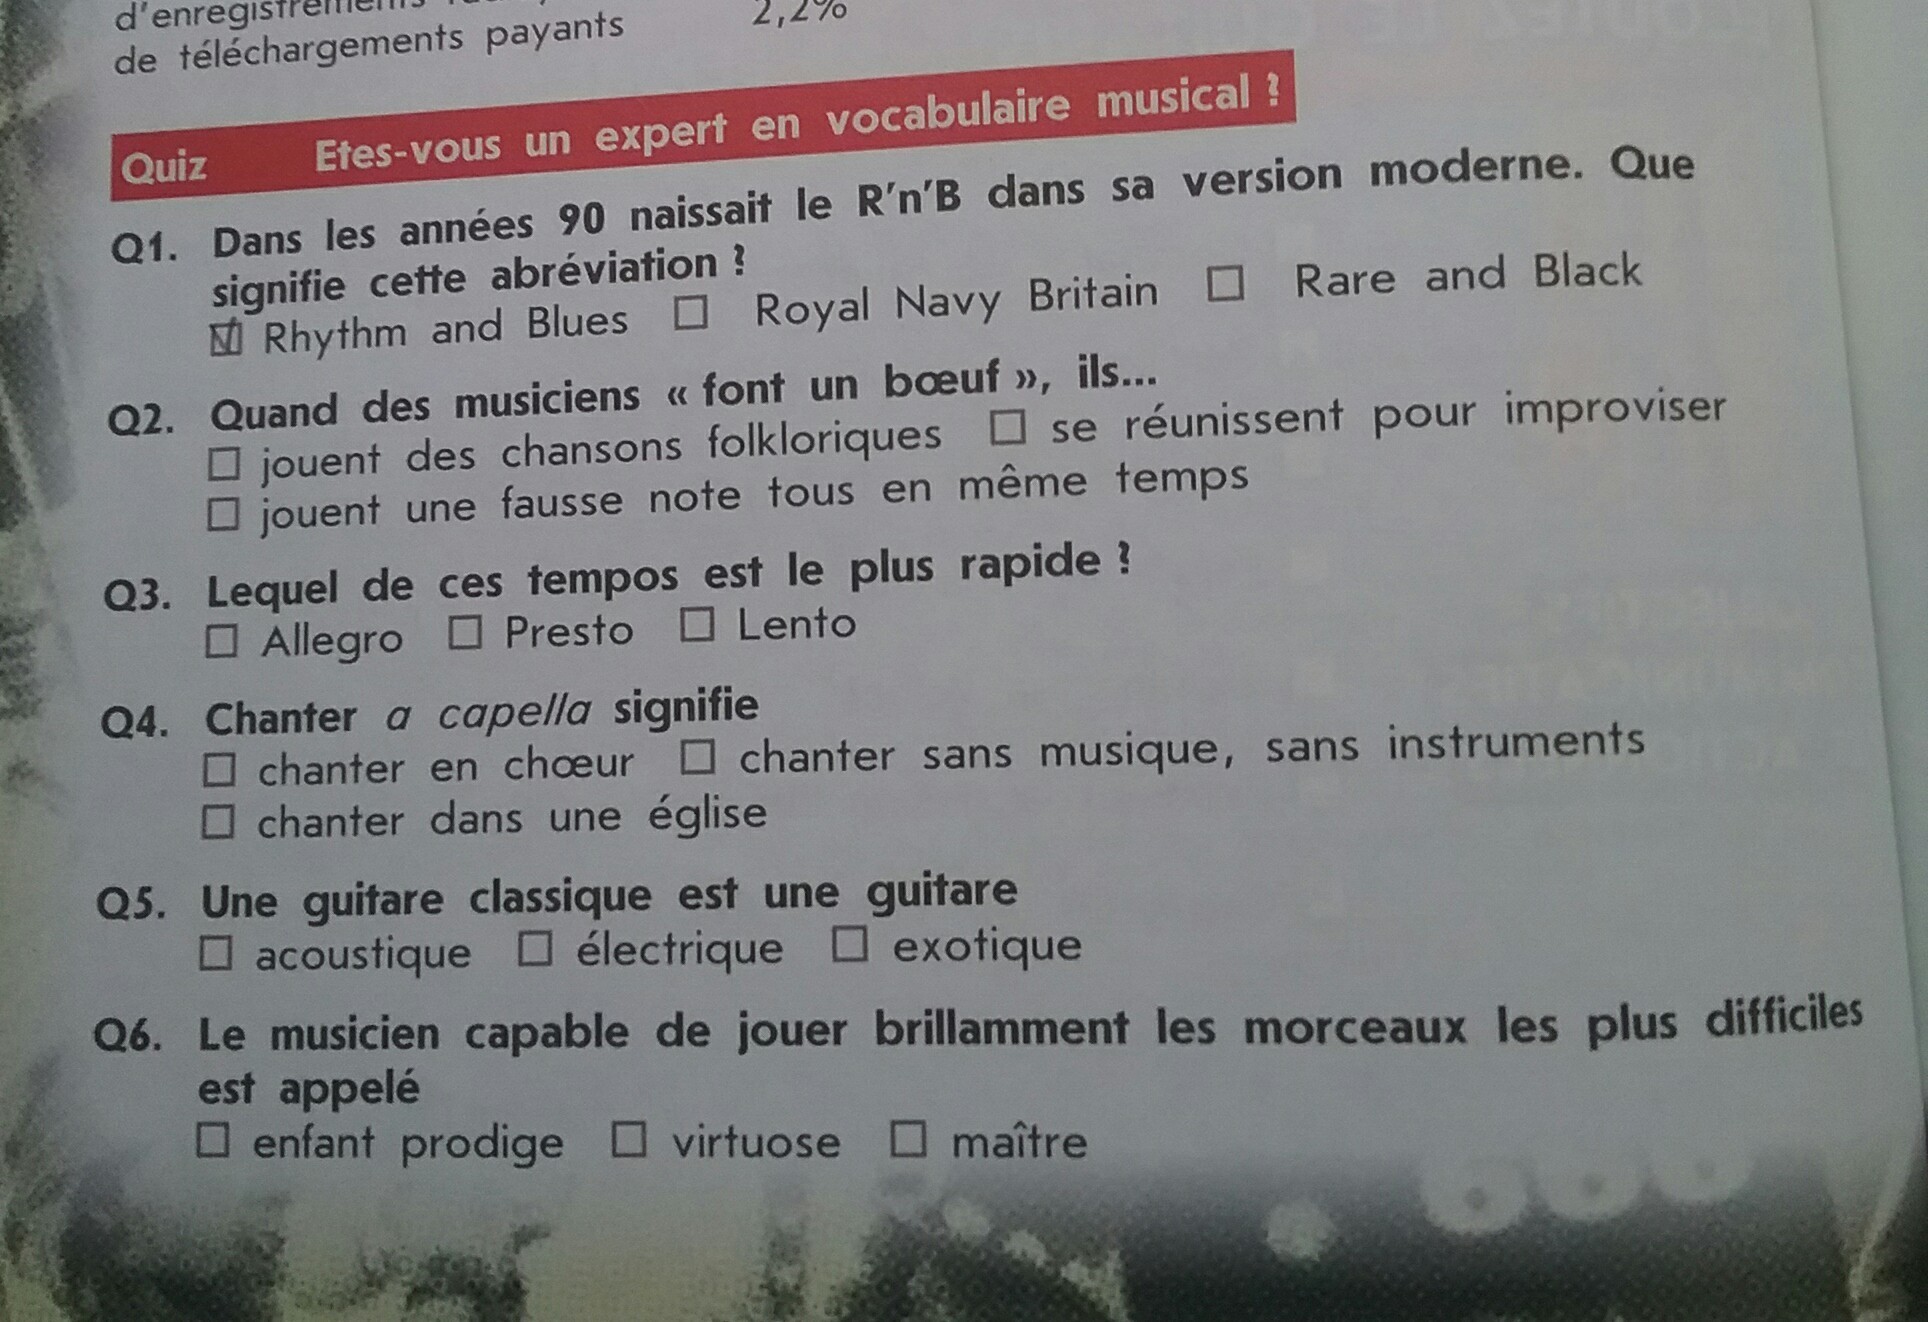 d'enregistrements
de téléchargements payants 2,2%
Quiz Etes-vous un expert en vocabulaire musical ?
Q1. Dans les années 90 naissait le R'n'B dans sa version moderne. Que
signifie cette abréviation ?
☑ Rhythm and Blues ☐ Royal Navy Britain ☐ Rare and Black
Q2. Quand des musiciens « font un bœuf », ils...
☐ jouent des chansons folkloriques ☐ se réunissent pour improviser
☐ jouent une fausse note tous en même temps
Q3. Lequel de ces tempos est le plus rapide ?
☐ Allegro ☐ Presto ☐ Lento
Q4. Chanter a capella signifie
☐ chanter en chœur ☐ chanter sans musique, sans instruments
☐ chanter dans une église
Q5. Une guitare classique est une guitare
☐ acoustique ☐ électrique ☐ exotique
Q6. Le musicien capable de jouer brillamment les morceaux les plus difficiles
est appelé
☐ enfant prodige ☐ virtuose ☐ maître